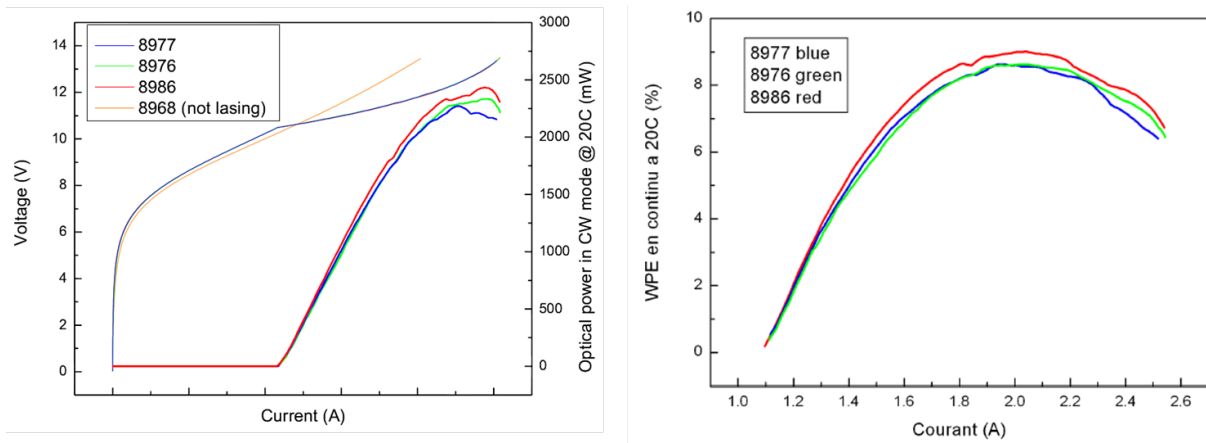 8977
8976
8986
8968 (not lasing)
14
12
10
8
6
4
2
0
Voltage (V)
Current (A)
3000
2500
2000
1500
1000
500
0
Optical power in CW mode @ 20C (mW)
8977 blue
8976 green
8986 red
10
8
6
4
2
0
WPE en continu a 20C (%)
1.0 1.2 1.4 1.6 1.8 2.0 2.2 2.4 2.6
Courant (A)